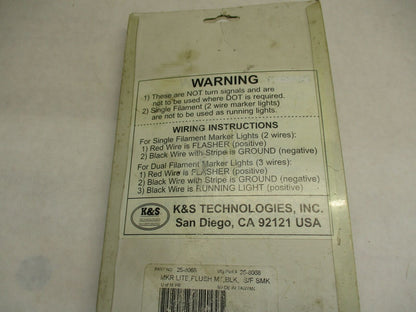 WARNING
1) These are NOT turn signals and are
not to be used where DOT is required.
2) Single Filament (2 wire marker lights)
are not to be used as running lights.
WIRING INSTRUCTIONS
For Single Filament Marker Lights (2 wires):
1) Red Wire is FLASHER (positive)
2) Black Wire with Stripe is GROUND (negative)
For Dual Filament Marker Lights (3 wires):
1) Red Wire is FLASHER (positive)
2) Black Wire with Stripe is GROUND (negative)
3) Black Wire is RUNNING LIGHT (positive)
K&S
K&S TECHNOLOGIES, INC.
San Diego, CA 92121 USA
PART NO. 25-8068 Mfg Part # 25-8068
MKR LITE,FLUSH MT,BLK, S/F SMK
MADE IN TAIWAN